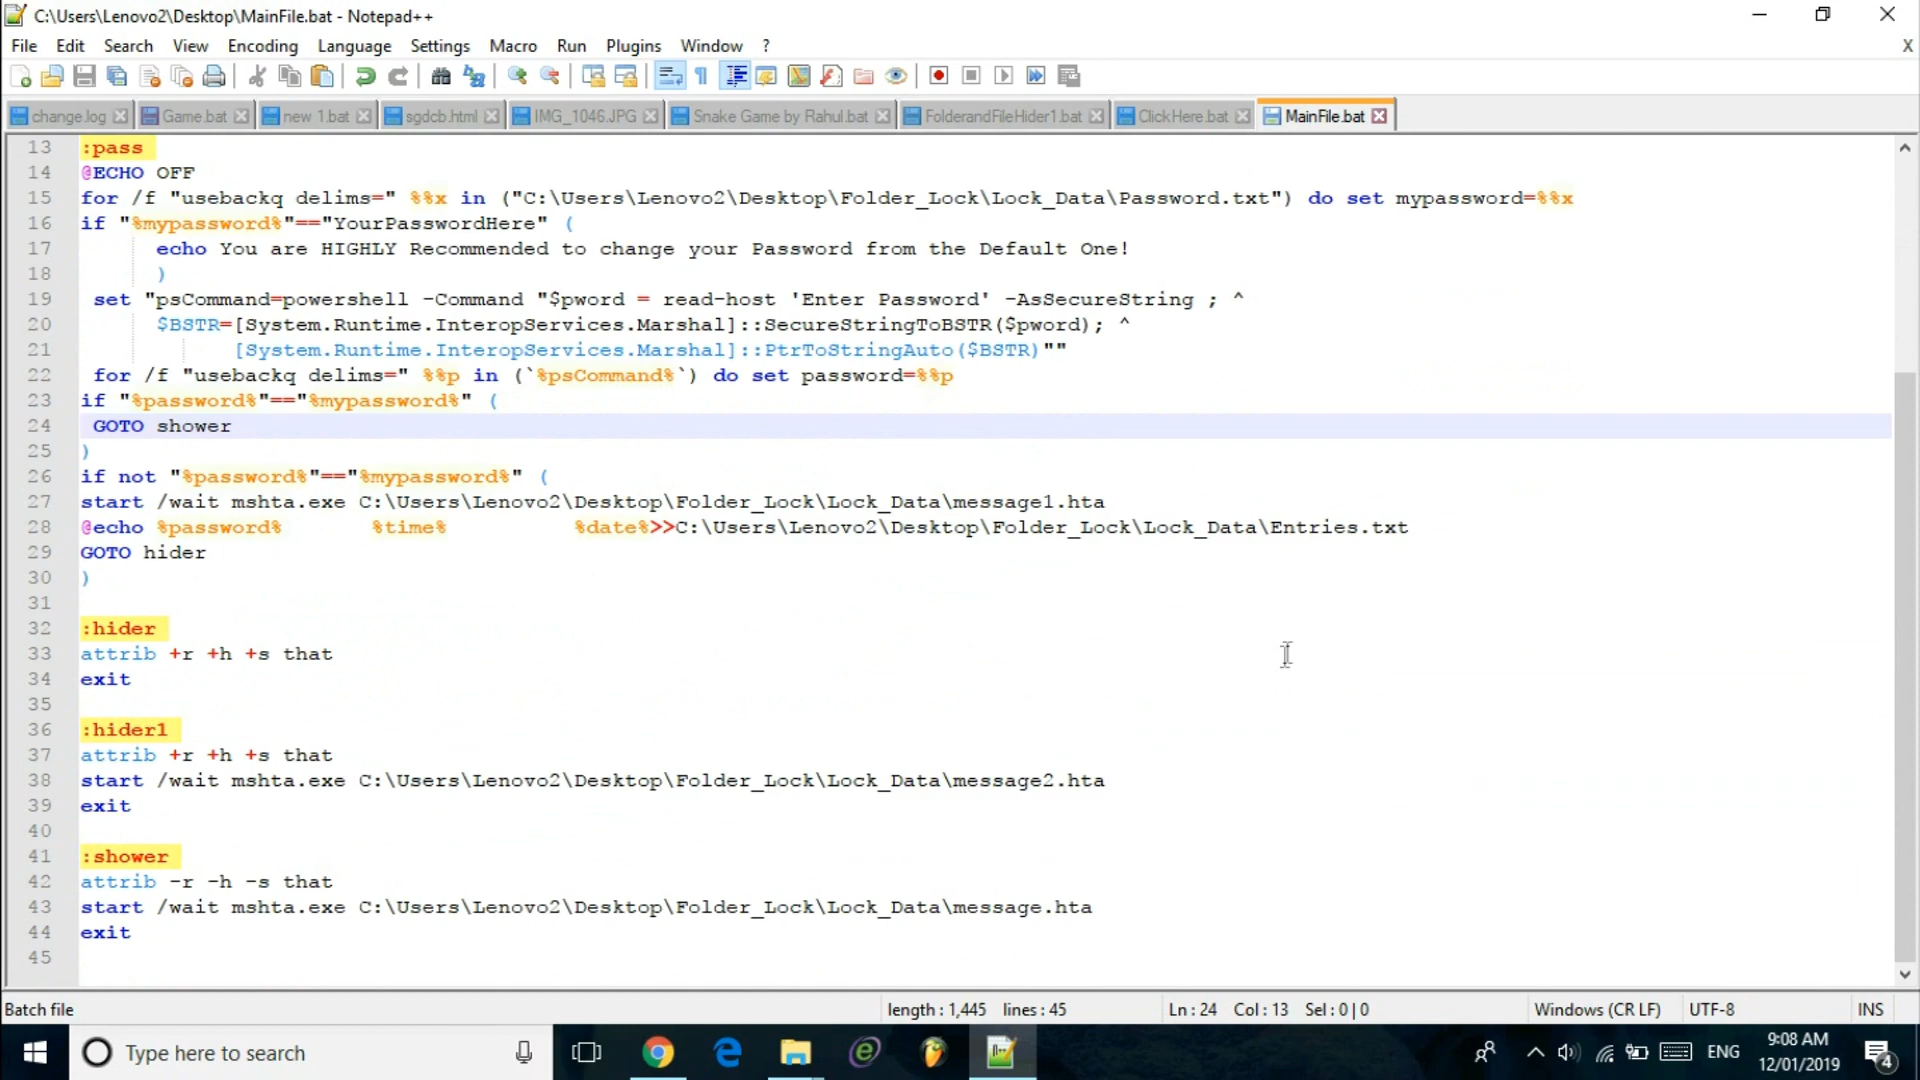 C:\Users\Lenovo2\Desktop\MainFile.bat - Notepad++
File Edit Search View Encoding Language Settings Macro Run Plugins Window ? X
change.log Game.bat new 1.bat sgdcb.html IMG_1046.JPG Snake Game by Rahul.bat FolderandFileHider1.bat ClickHere.bat MainFile.bat
13 :pass
14 @ECHO OFF
15 for /f "usebackq delims=" %%x in ("C:\Users\Lenovo2\Desktop\Folder_Lock\Lock_Data\Password.txt") do set mypassword=%%x
16 if "%mypassword%"=="YourPasswordHere" (
17 echo You are HIGHLY Recommended to change your Password from the Default One!
18 )
19 set "psCommand=powershell -Command "$pword = read-host 'Enter Password' -AsSecureString ; ^
20 $BSTR=[System.Runtime.InteropServices.Marshal]::SecureStringToBSTR($pword); ^
21 [System.Runtime.InteropServices.Marshal]::PtrToStringAuto($BSTR)""
22 for /f "usebackq delims=" %%p in (`%psCommand%`) do set password=%%p
23 if "%password%"=="%mypassword%" (
24 GOTO shower
25 )
26 if not "%password%"=="%mypassword%" (
27 start /wait mshta.exe C:\Users\Lenovo2\Desktop\Folder_Lock\Lock_Data\message1.hta
28 @echo %password% %time% %date%>>C:\Users\Lenovo2\Desktop\Folder_Lock\Lock_Data\Entries.txt
29 GOTO hider
30 )
31
32 :hider
33 attrib +r +h +s that
34 exit
35
36 :hider1
37 attrib +r +h +s that
38 start /wait mshta.exe C:\Users\Lenovo2\Desktop\Folder_Lock\Lock_Data\message2.hta
39 exit
40
41 :shower
42 attrib -r -h -s that
43 start /wait mshta.exe C:\Users\Lenovo2\Desktop\Folder_Lock\Lock_Data\message.hta
44 exit
45
Batch file length : 1,445 lines : 45 Ln : 24 Col : 13 Sel : 0 | 0 Windows (CR LF) UTF-8 INS
Type here to search ENG 9:08 AM
12/01/2019 4